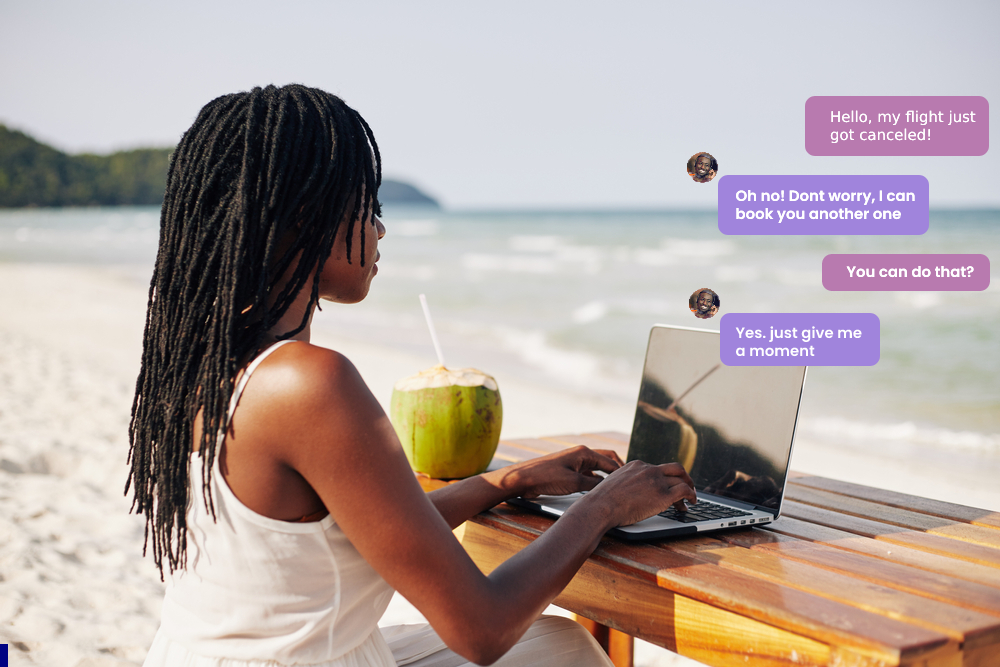 Hello, my flight just
got canceled!
Oh no! Dont worry, I can
book you another one
You can do that?
Yes. just give me
a moment